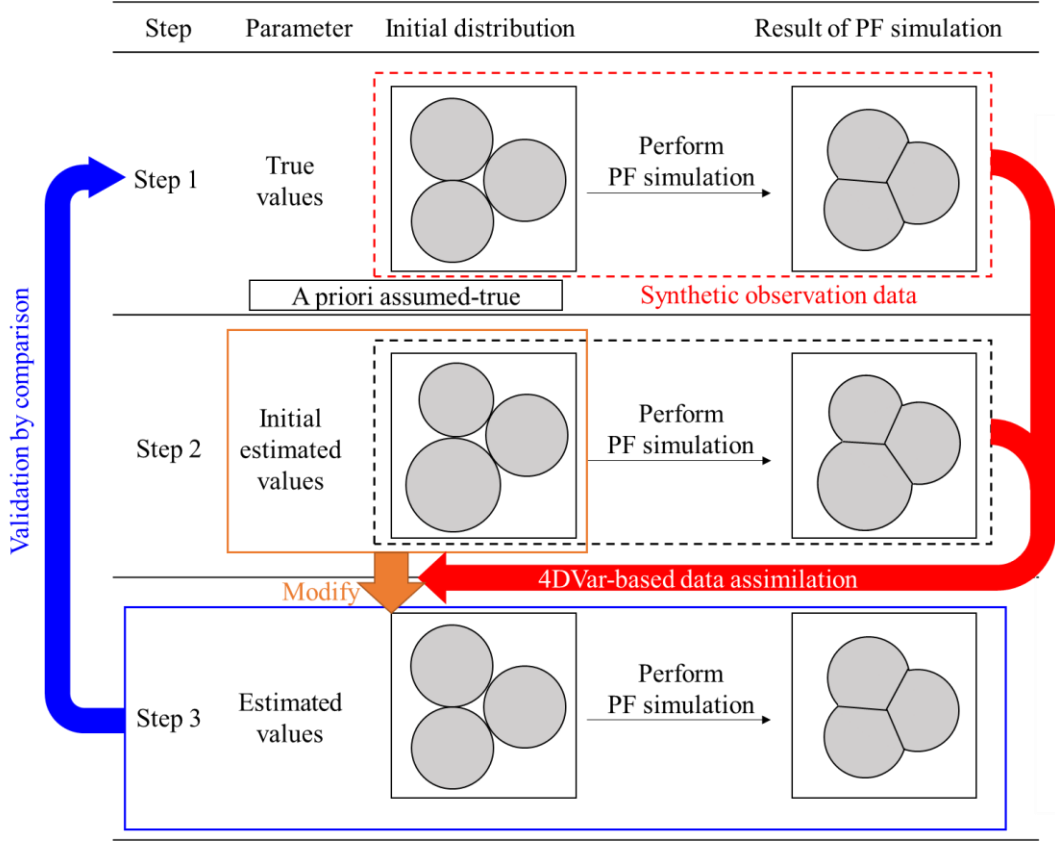 Step Parameter Initial distribution Result of PF simulation
Step 1
True
values
Perform
PF simulation
A priori assumed-true
Synthetic observation data
Validation by comparison
Step 2
Initial
estimated
values
Perform
PF simulation
4DVar-based data assimilation
Modify
Step 3
Estimated
values
Perform
PF simulation